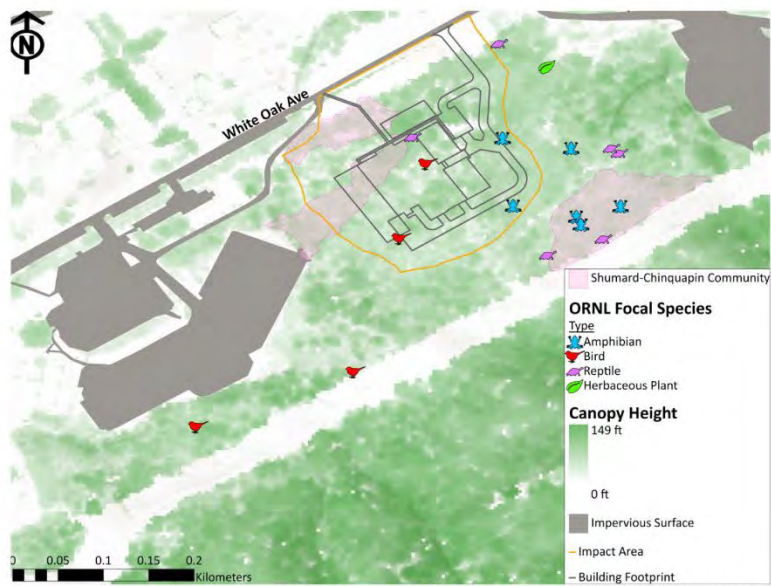 N
White Oak Ave
Shumard-Chinquapin Community
ORNL Focal Species
Type
Amphibian
Bird
Reptile
Herbaceous Plant
Canopy Height
149 ft
0 ft
Impervious Surface
Impact Area
Building Footprint
0 0.05 0.1 0.15 0.2
Kilometers